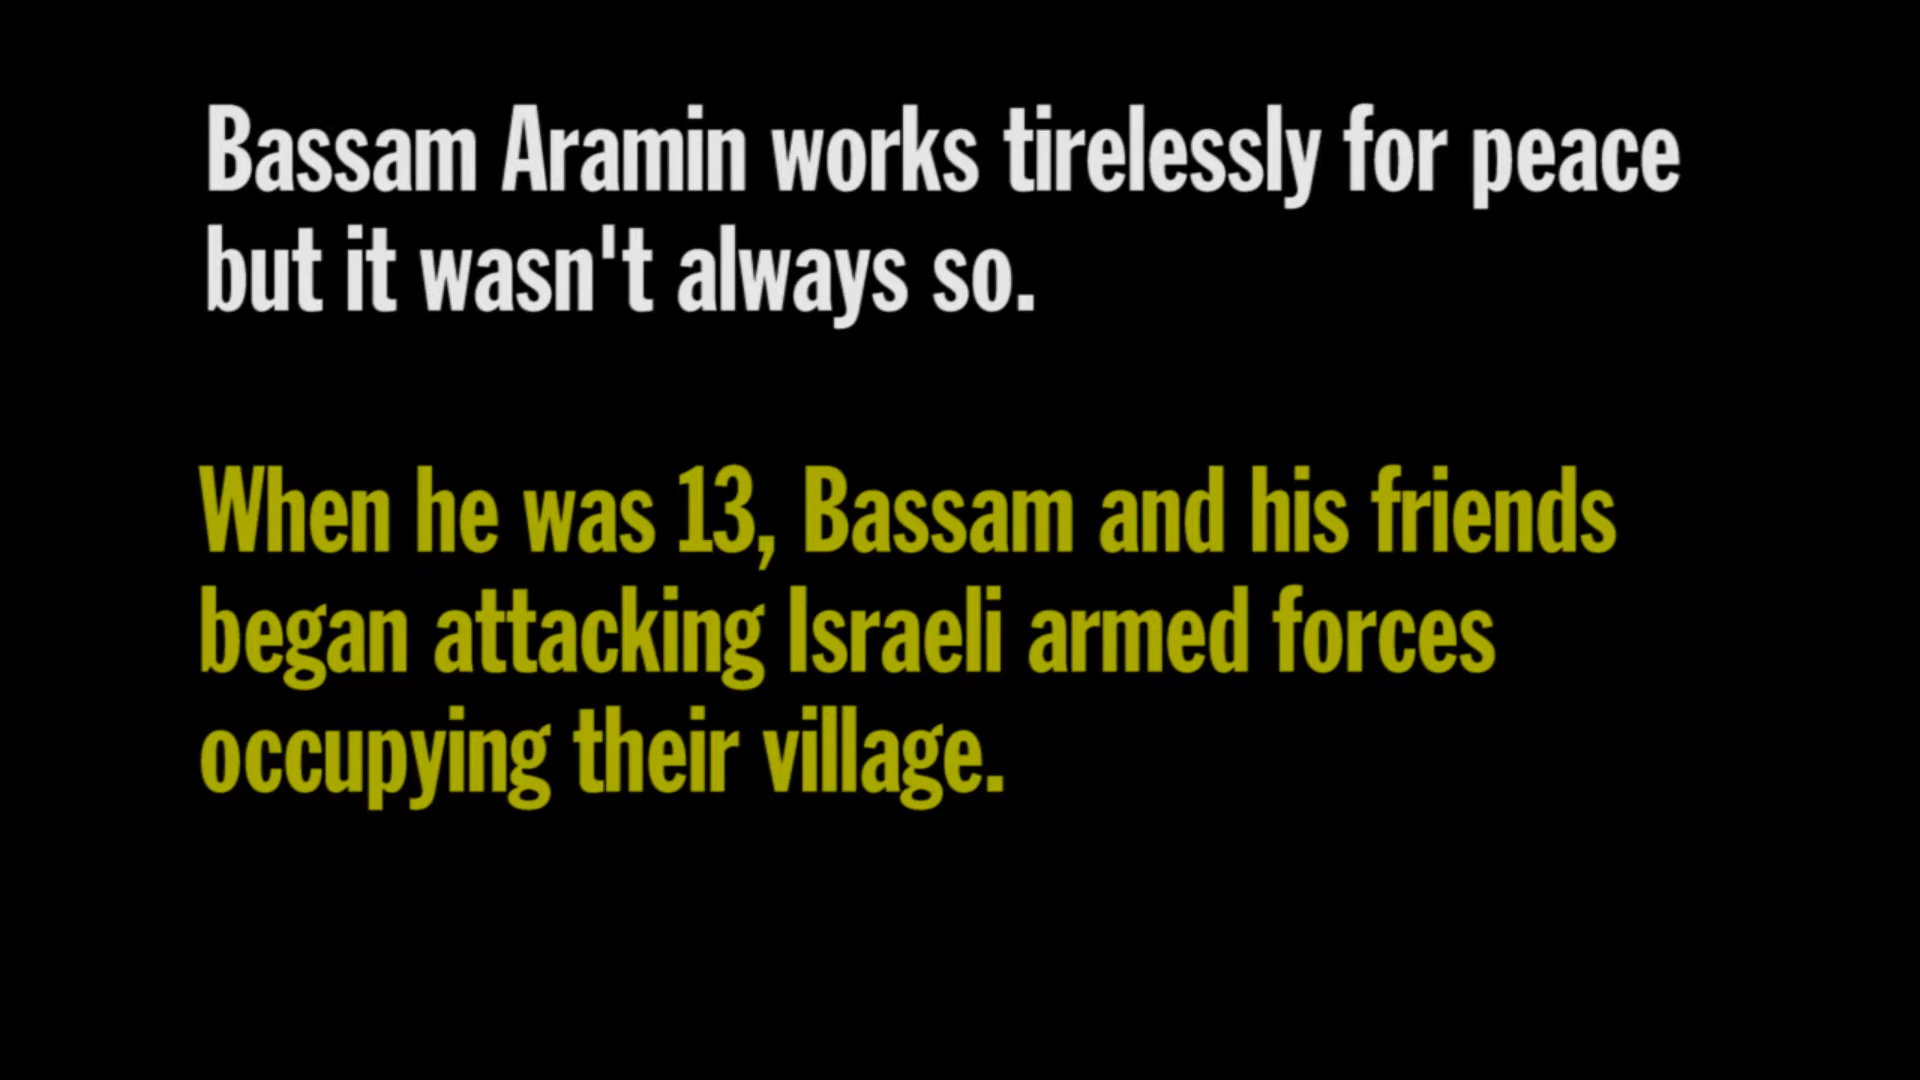 Bassam Aramin works tirelessly for peace
but it wasn't always so.
When he was 13, Bassam and his friends
began attacking Israeli armed forces
occupying their village.